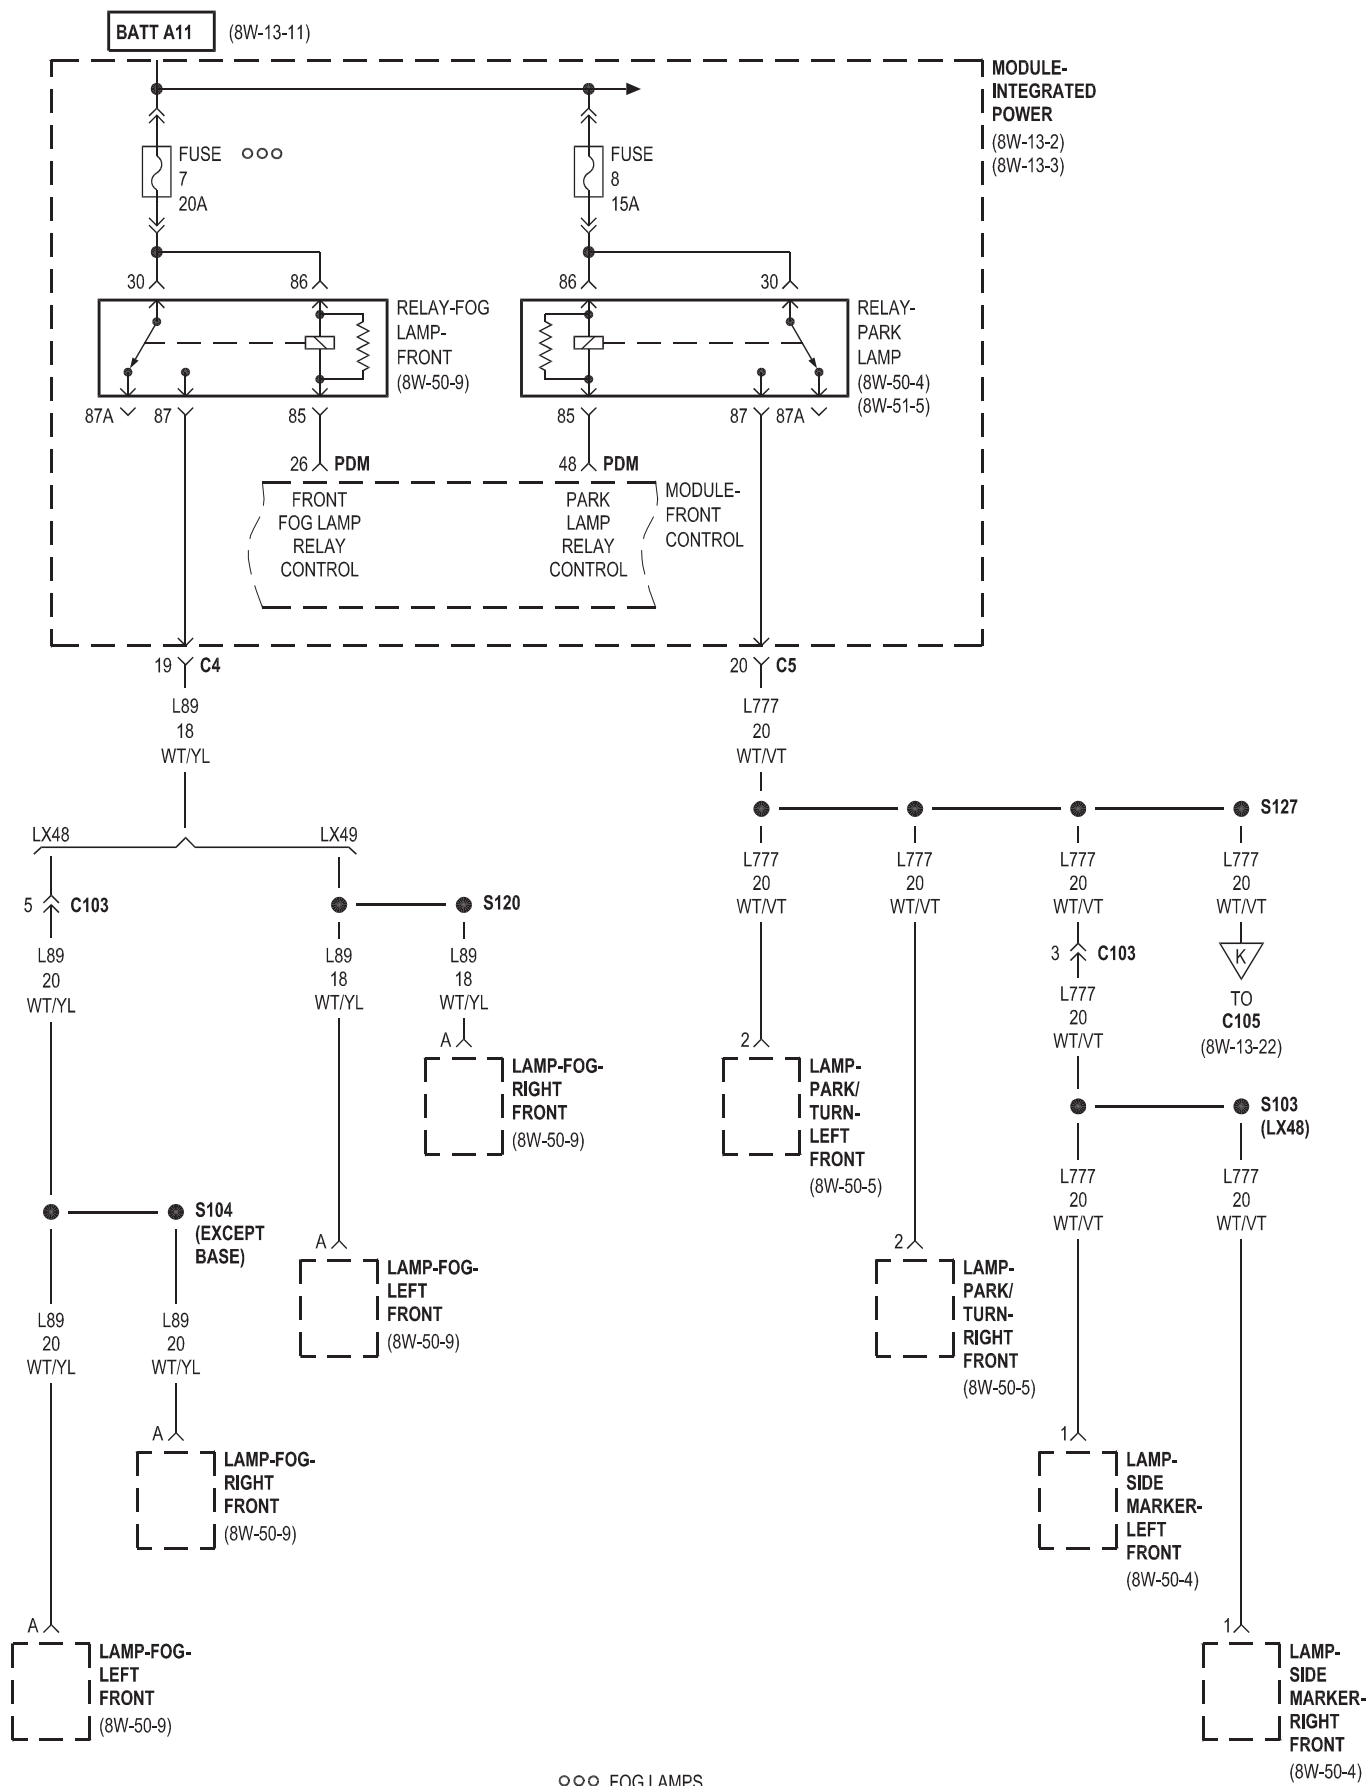 BATT A11 (8W-13-11)
MODULE-
INTEGRATED
POWER
(8W-13-2)
(8W-13-3)
FUSE
7
20A
FUSE
8
15A
30
86
86
30
RELAY-FOG
LAMP-
FRONT
(8W-50-9)
RELAY-
PARK
LAMP
(8W-50-4)
(8W-51-5)
87A
87
85
85
87
87A
26 PDM
48 PDM
FRONT
FOG LAMP
RELAY
CONTROL
PARK
LAMP
RELAY
CONTROL
MODULE-
FRONT
CONTROL
19 C4
20 C5
L89
18
WT/YL
L777
20
WT/VT
S127
LX48
LX49
5 C103
S120
L89
20
WT/YL
L89
18
WT/YL
L89
18
WT/YL
L777
20
WT/VT
L777
20
WT/VT
L777
20
WT/VT
L777
20
WT/VT
3 C103
K
TO
C105
(8W-13-22)
L777
20
WT/VT
A
LAMP-FOG-
RIGHT
FRONT
(8W-50-9)
2
LAMP-
PARK/
TURN-
LEFT
FRONT
(8W-50-5)
S103
(LX48)
L777
20
WT/VT
L777
20
WT/VT
S104
(EXCEPT
BASE)
A
LAMP-FOG-
LEFT
FRONT
(8W-50-9)
2
LAMP-
PARK/
TURN-
RIGHT
FRONT
(8W-50-5)
L89
20
WT/YL
L89
20
WT/YL
A
LAMP-FOG-
RIGHT
FRONT
(8W-50-9)
1
LAMP-
SIDE
MARKER-
LEFT
FRONT
(8W-50-4)
A
LAMP-FOG-
LEFT
FRONT
(8W-50-9)
1
LAMP-
SIDE
MARKER-
RIGHT
FRONT
(8W-50-4)
FOG LAMPS